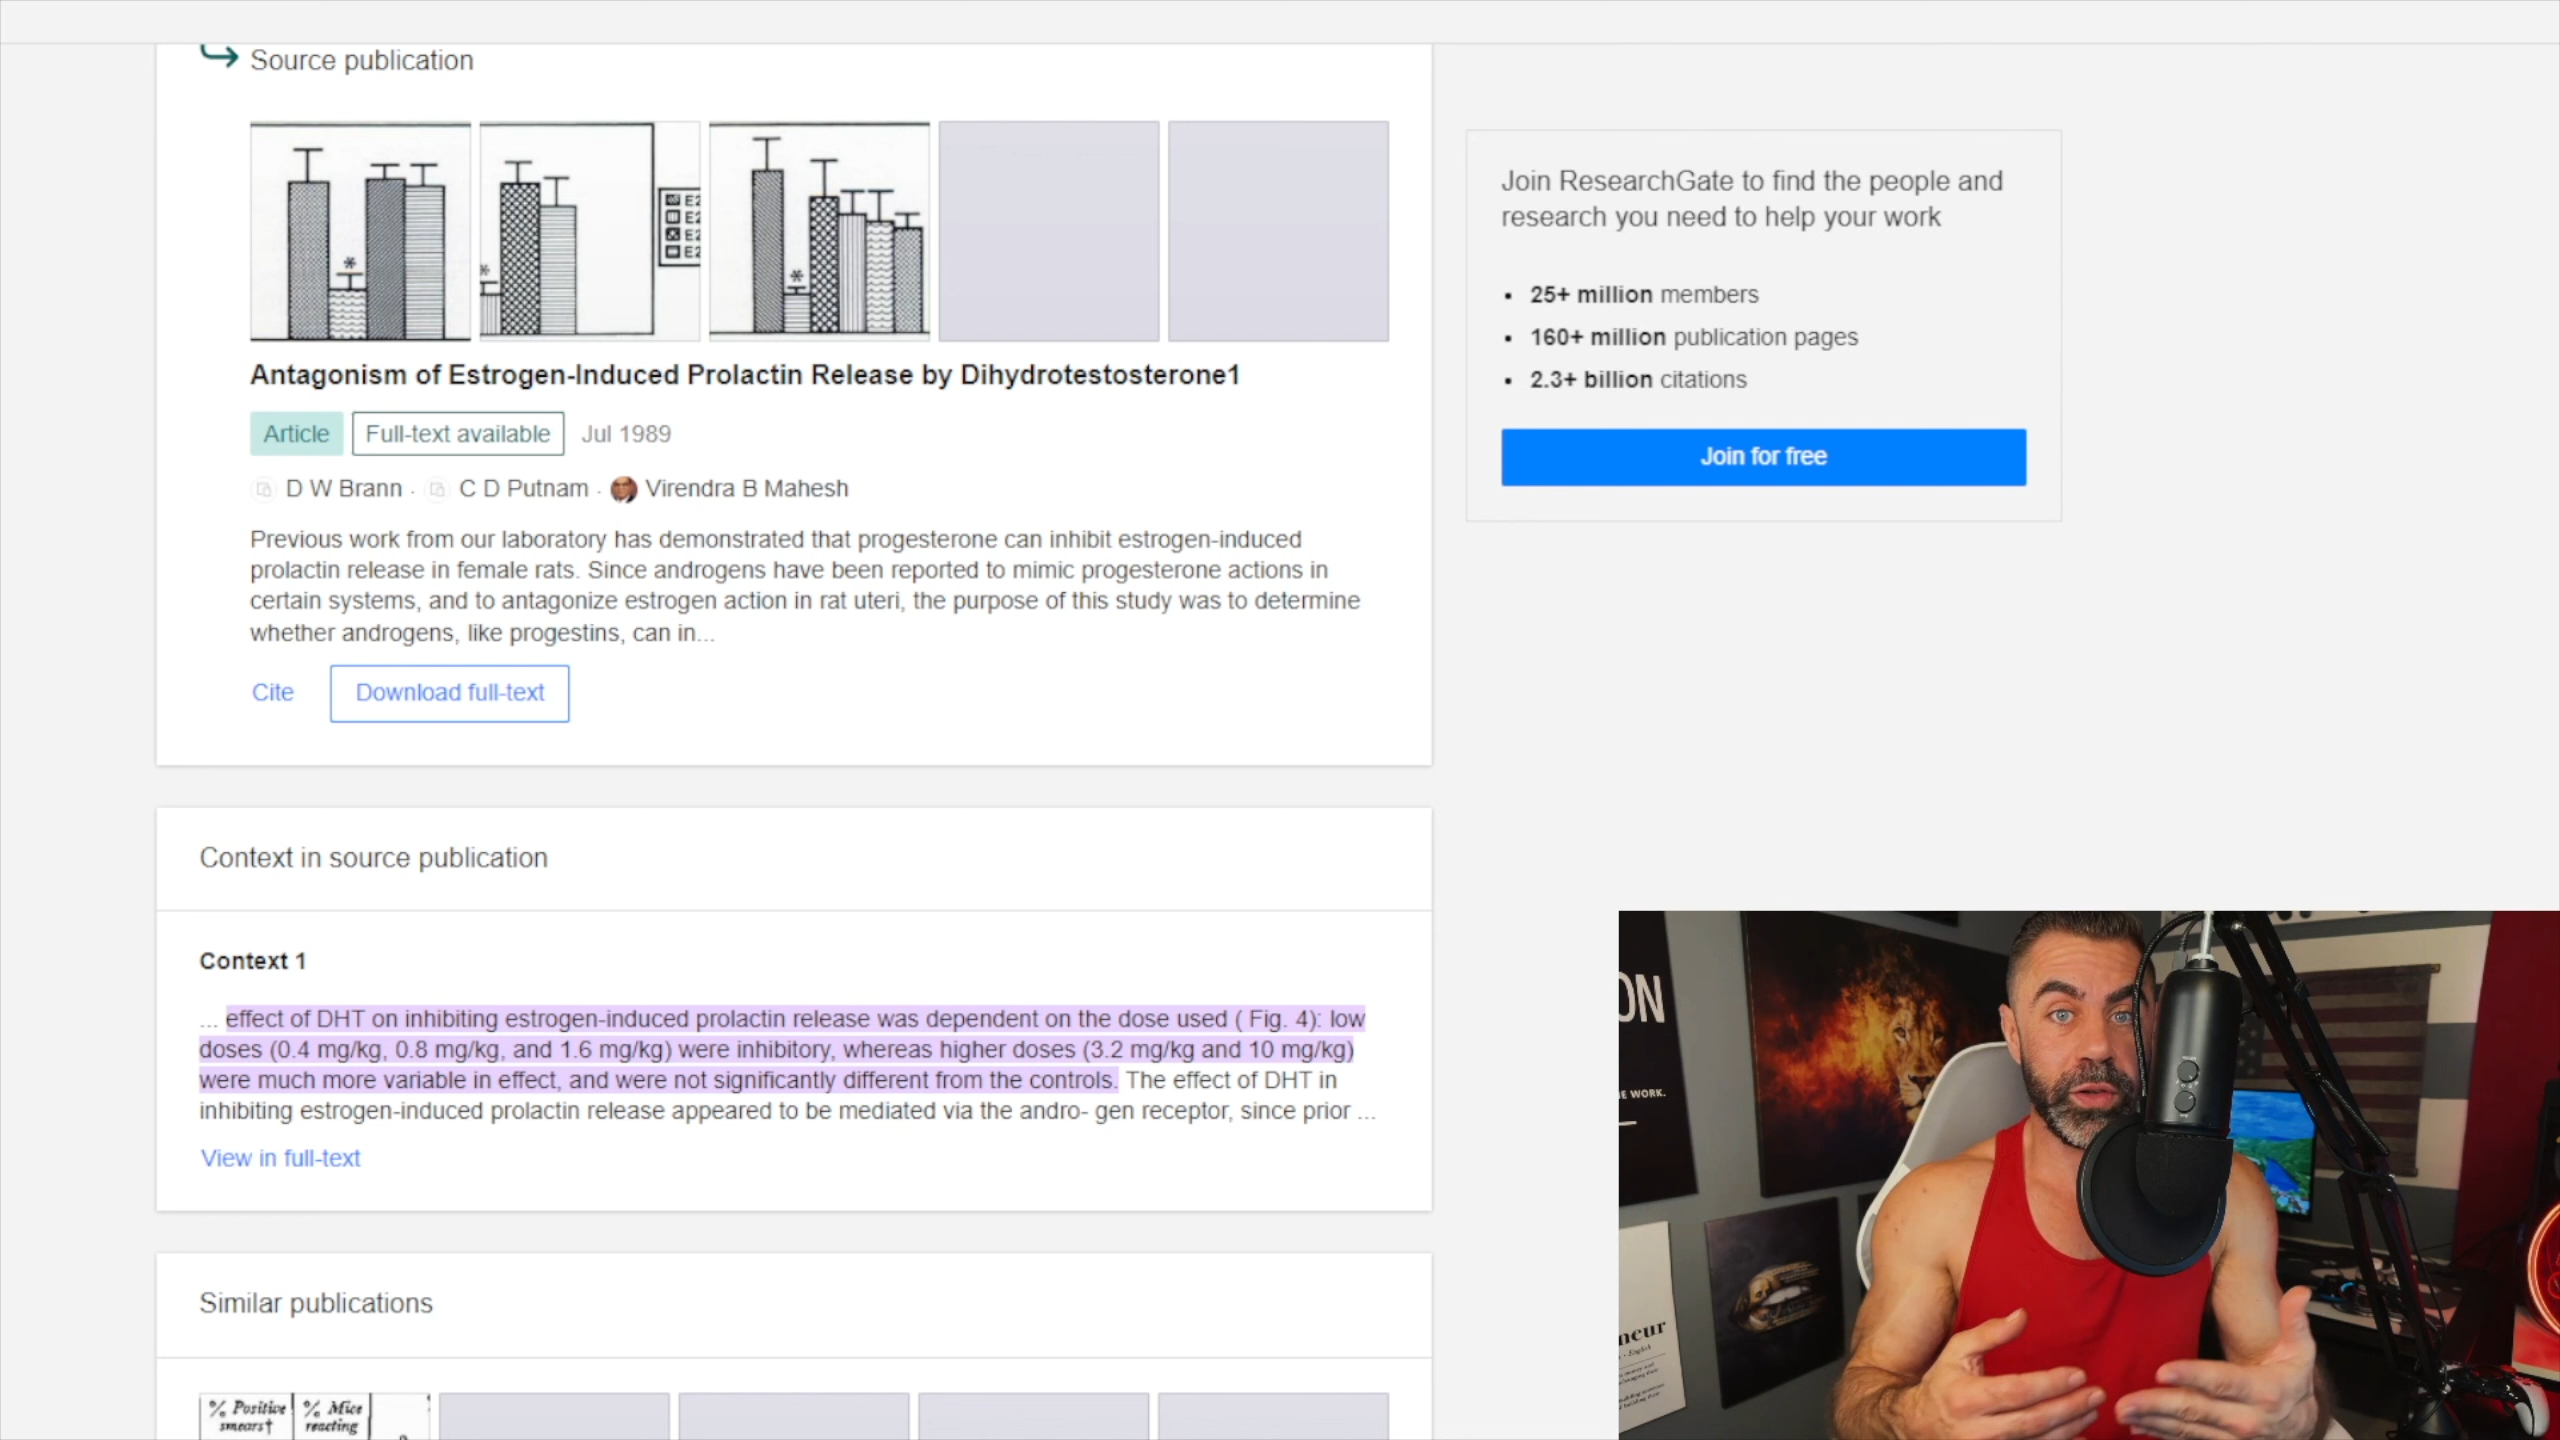 Source publication
E2
E2
E2
E2
*
*
*
Antagonism of Estrogen-Induced Prolactin Release by Dihydrotestosterone1
Article
Full-text available
Jul 1989
D W Brann · C D Putnam · Virendra B Mahesh
Previous work from our laboratory has demonstrated that progesterone can inhibit estrogen-induced
prolactin release in female rats. Since androgens have been reported to mimic progesterone actions in
certain systems, and to antagonize estrogen action in rat uteri, the purpose of this study was to determine
whether androgens, like progestins, can in...
Cite
Download full-text
Join ResearchGate to find the people and
research you need to help your work
▪ 25+ million members
▪ 160+ million publication pages
▪ 2.3+ billion citations
Join for free
Context in source publication
Context 1
... effect of DHT on inhibiting estrogen-induced prolactin release was dependent on the dose used ( Fig. 4): low
doses (0.4 mg/kg, 0.8 mg/kg, and 1.6 mg/kg) were inhibitory, whereas higher doses (3.2 mg/kg and 10 mg/kg)
were much more variable in effect, and were not significantly different from the controls. The effect of DHT in
inhibiting estrogen-induced prolactin release appeared to be mediated via the andro- gen receptor, since prior ...
View in full-text
Similar publications
% Positive
smears†
% Mice
reacting
ON
E WORK.
neur
English